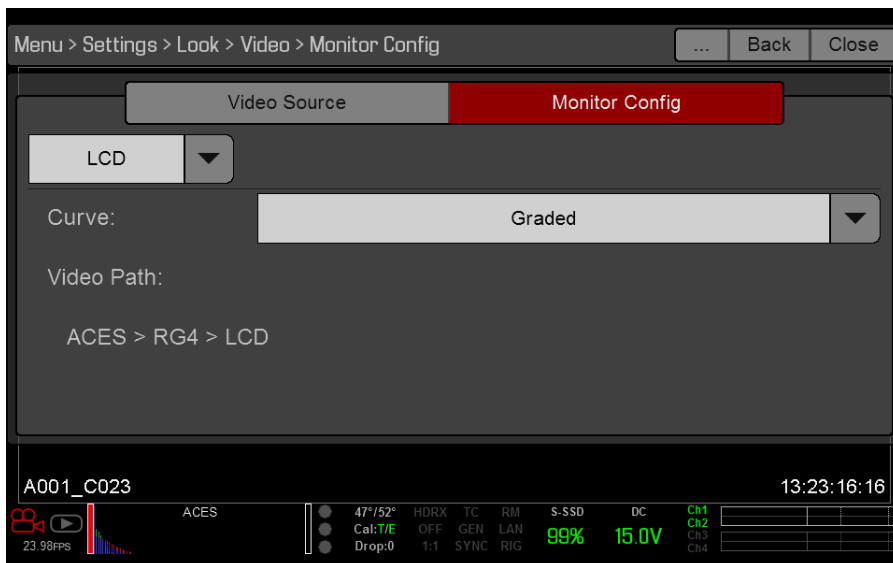 Menu > Settings > Look > Video > Monitor Config ... Back Close
Video Source Monitor Config
LCD
Curve: Graded
Video Path:
ACES > RG4 > LCD
A001_C023 13:23:16:16
ACES 47°/52° HDRX TC RM S-SSD DC Ch1
Cal:T/E OFF GEN LAN 99% 15.0V Ch2
23.98FPS Drop:0 1:1 SYNC RIG Ch3
Ch4